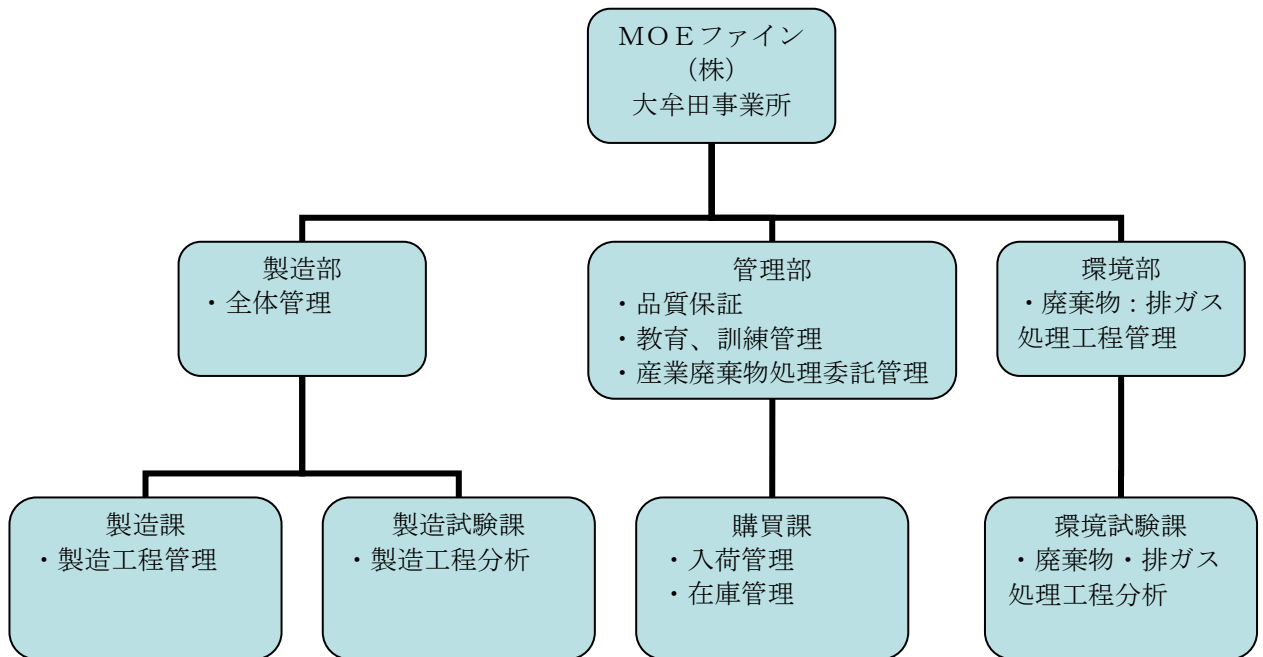 MOEファイン
(株)
大牟田事業所
製造部
・全体管理
管理部
・品質保証
・教育、訓練管理
・産業廃棄物処理委託管理
環境部
・廃棄物：排ガス
処理工程管理
製造課
・製造工程管理
製造試験課
・製造工程分析
購買課
・入荷管理
・在庫管理
環境試験課
・廃棄物・排ガス
処理工程分析